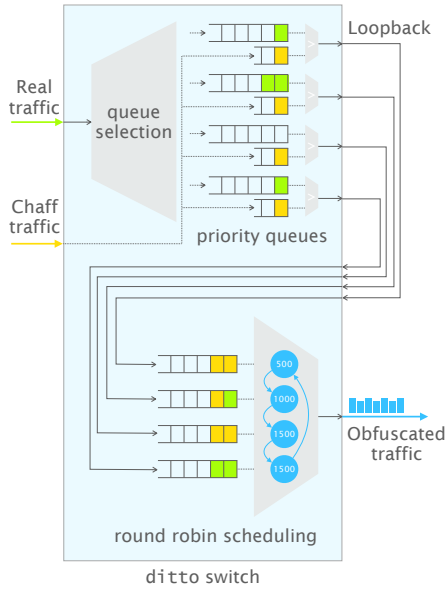 Loopback
Real
traffic
queue
selection
Chaff
traffic
priority queues
500
1000
1500
1500
Obfuscated
traffic
round robin scheduling
ditto switch